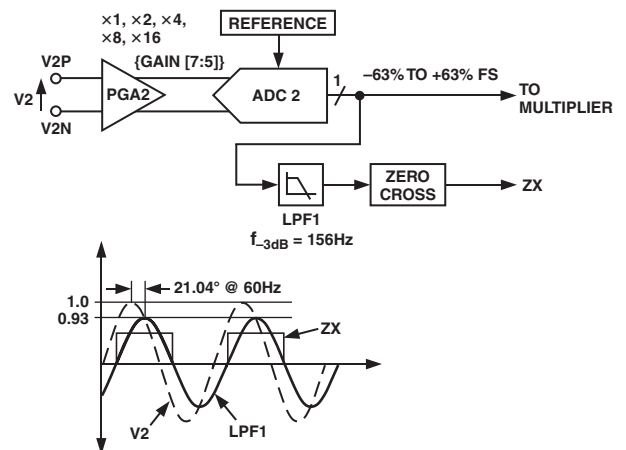 ×1, ×2, ×4,
×8, ×16
{GAIN [7:5]}
REFERENCE
V2P
V2
V2N
PGA2
ADC 2
1
–63% TO +63% FS
TO
MULTIPLIER
LPF1
f–3dB = 156Hz
ZERO
CROSS
ZX
21.04° @ 60Hz
1.0
0.93
ZX
V2
LPF1